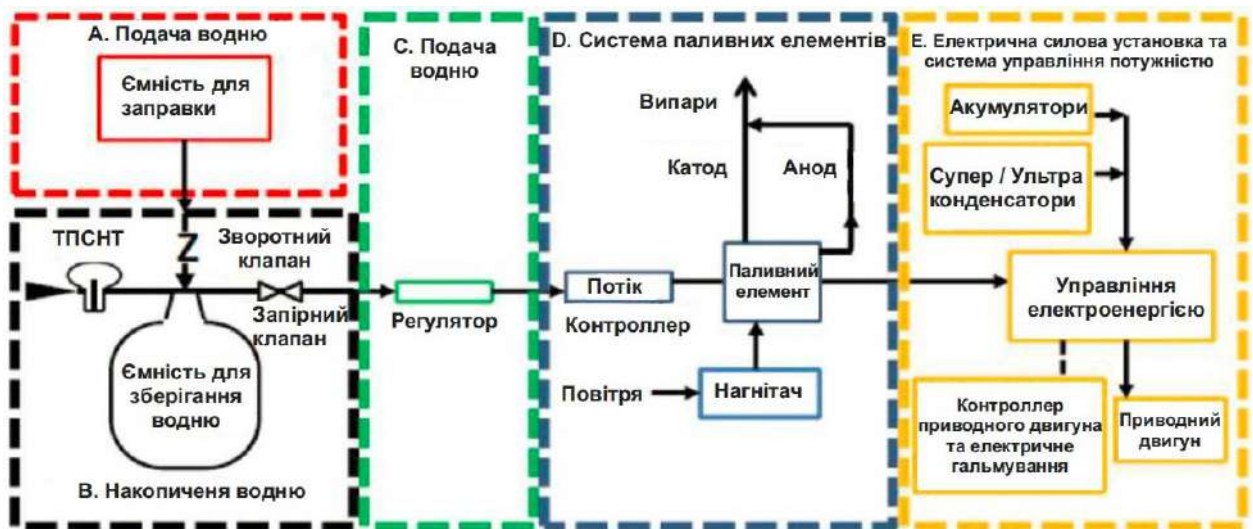 A. Подача водню
Ємність для
заправки
ТПСНТ
Z
Зворотний
клапан
Запірний
клапан
Ємність для
зберігання
водню
B. Накопиченя водню
C. Подача
водню
Регулятор
D. Система паливних елементів
Випари
Катод
Анод
Потік
Контроллер
Паливний
елемент
Повітря
Нагнітач
E. Електрична силова установка та
система управління потужністю
Акумулятори
Супер / Ультра
конденсатори
Управління
електроенергією
Контроллер
приводного двигуна
та електричне
гальмування
Приводний
двигун